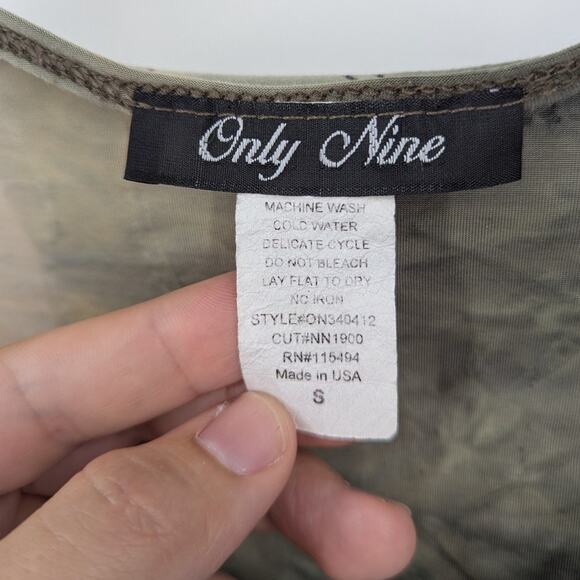 Only Nine
MACHINE WASH
COLD WATER
DELICATE CYCLE
DO NOT BLEACH
LAY FLAT TO DRY
NO IRON
STYLE#ON340412
CUT#NN1900
RN#115494
Made in USA
S